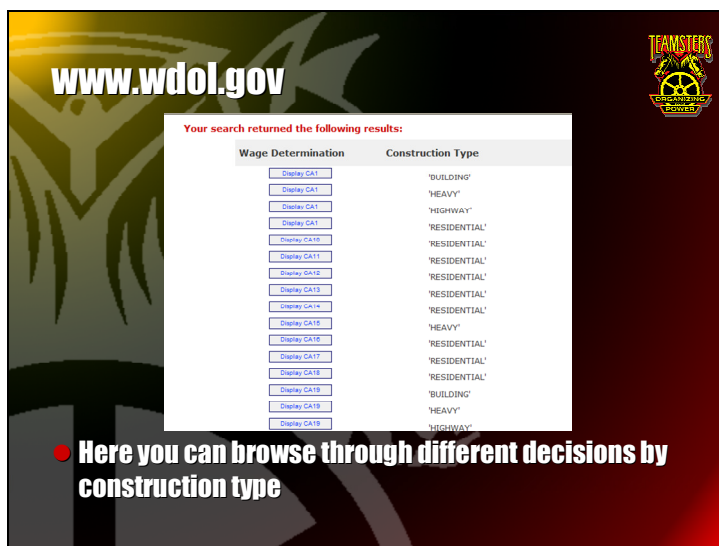 www.wdol.gov
TEAMSTERS
ORGANIZING
POWER
Your search returned the following results:
Wage Determination Construction Type
Display CA1 'BUILDING'
Display CA1 'HEAVY'
Display CA1 'HIGHWAY'
Display CA1 'RESIDENTIAL'
Display CA10 'RESIDENTIAL'
Display CA11 'RESIDENTIAL'
Display CA12 'RESIDENTIAL'
Display CA13 'RESIDENTIAL'
Display CA14 'RESIDENTIAL'
Display CA15 'HEAVY'
Display CA16 'RESIDENTIAL'
Display CA17 'RESIDENTIAL'
Display CA18 'RESIDENTIAL'
Display CA19 'BUILDING'
Display CA19 'HEAVY'
Display CA19 'HIGHWAY'
Here you can browse through different decisions by
construction type